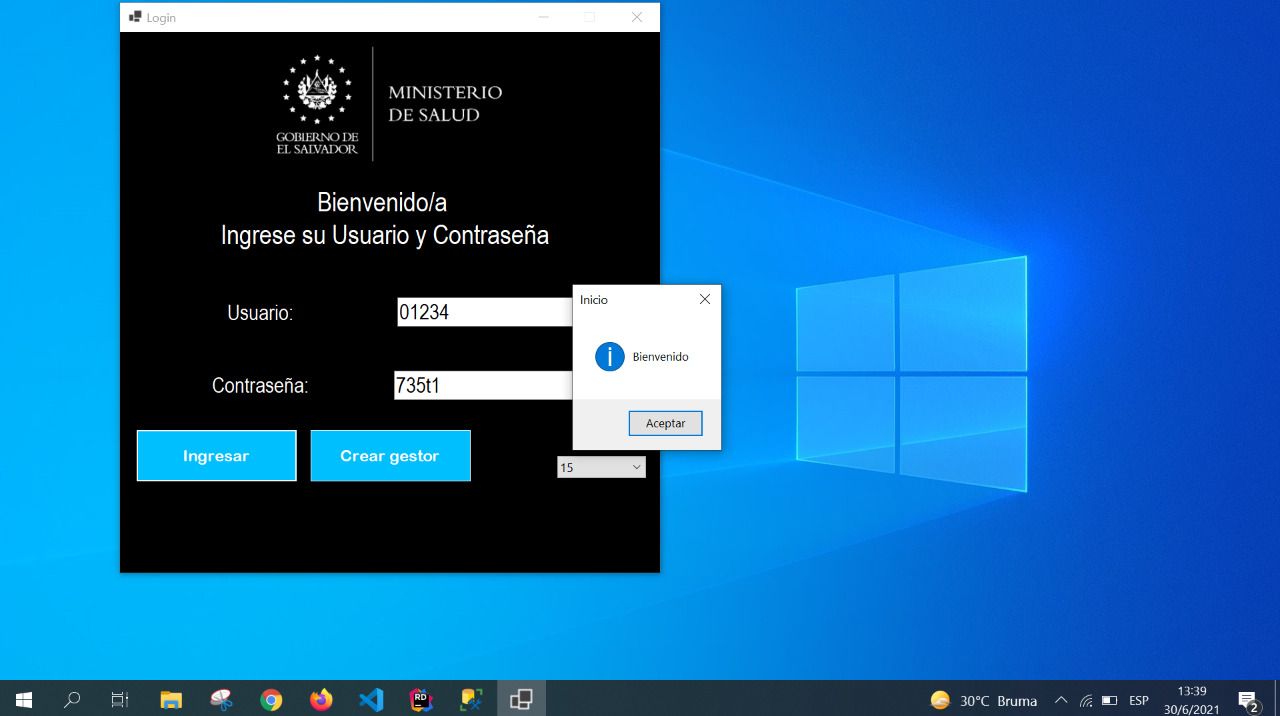 Login
MINISTERIO
DE SALUD
GOBIERNO DE
EL SALVADOR
Bienvenido/a
Ingrese su Usuario y Contraseña
Usuario:
01234
Contraseña:
735t1
Ingresar
Crear gestor
15
Inicio
Bienvenido
Aceptar
RD
30°C Bruma
ESP
13:39
30/6/2021
2